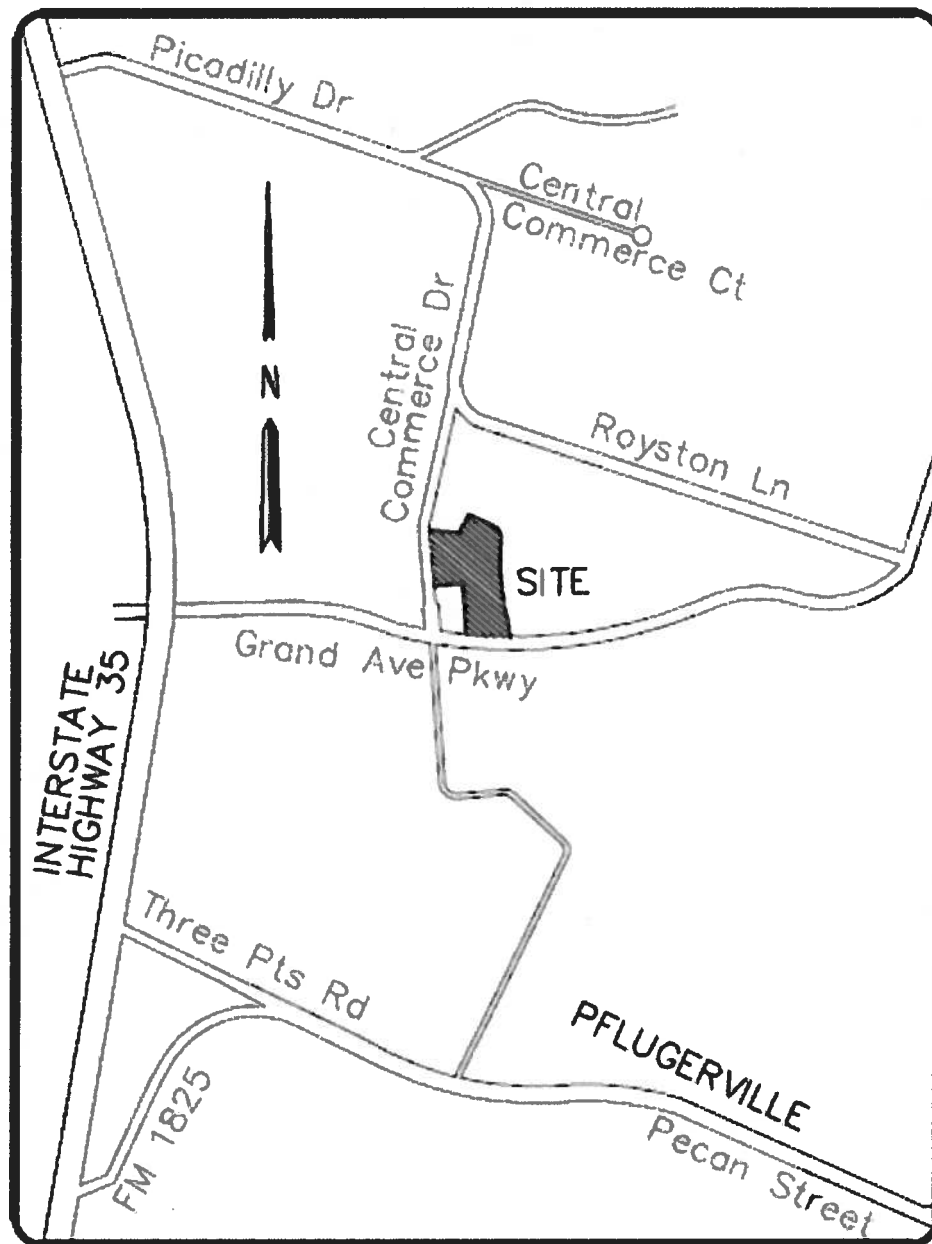 Picadilly Dr
Central
Commerce Ct
Central
Commerce Dr
N
Royston Ln
SITE
Grand Ave Pkwy
INTERSTATE
HIGHWAY 35
Three Pts Rd
FM 1825
PFLUGERVILLE
Pecan Street